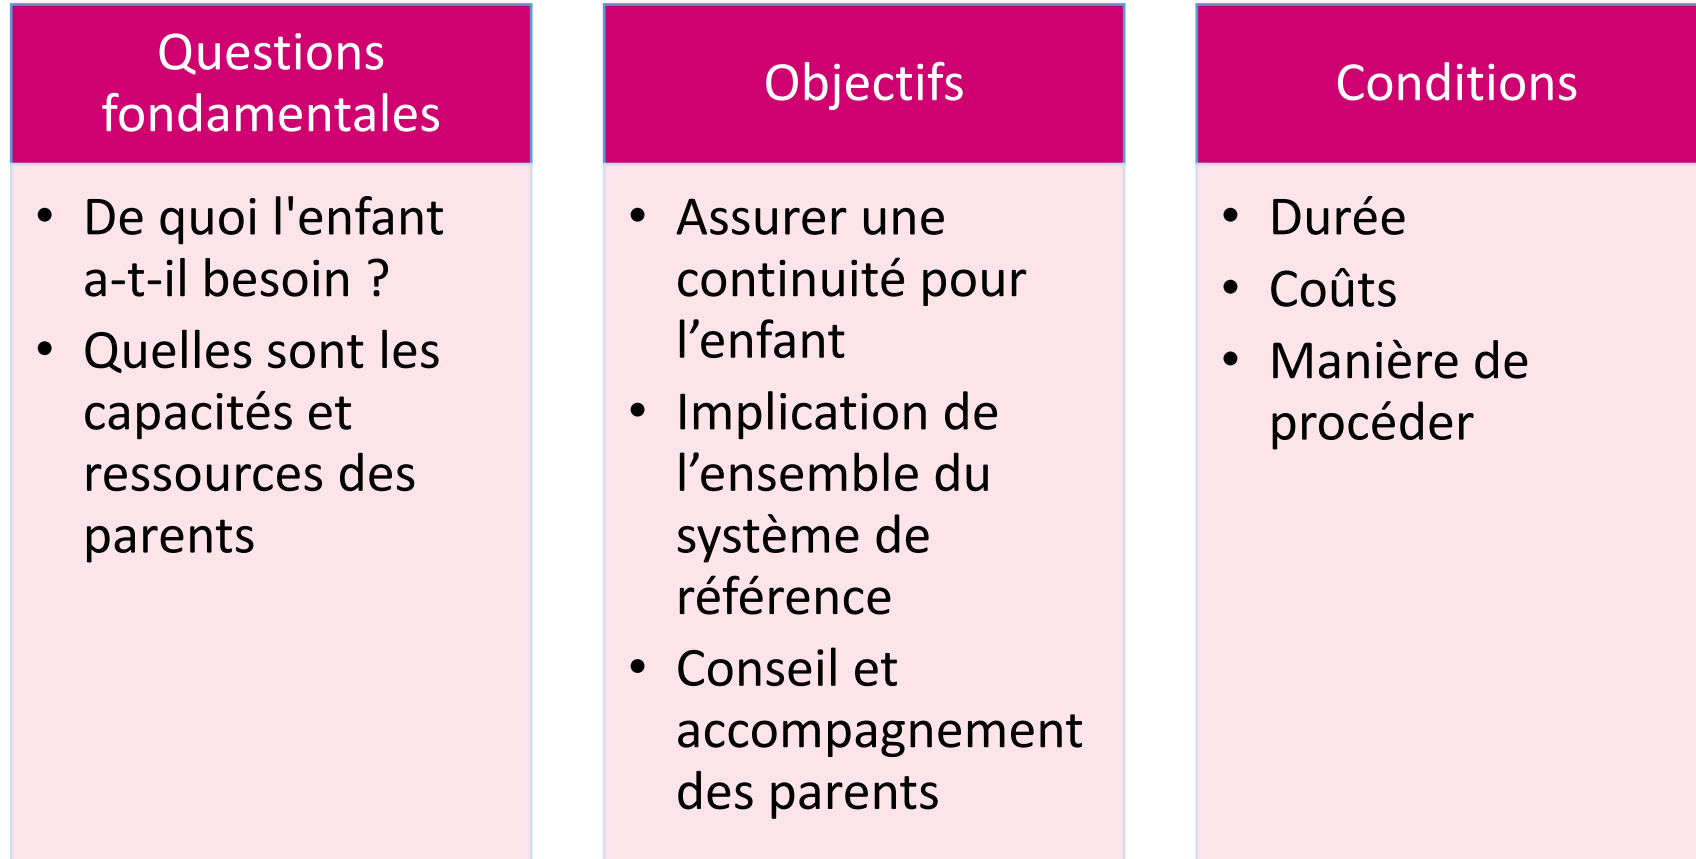 Questions
fondamentales
• De quoi l'enfant
a-t-il besoin ?
• Quelles sont les
capacités et
ressources des
parents
Objectifs
• Assurer une
continuité pour
l’enfant
• Implication de
l’ensemble du
système de
référence
• Conseil et
accompagnement
des parents
Conditions
• Durée
• Coûts
• Manière de
procéder